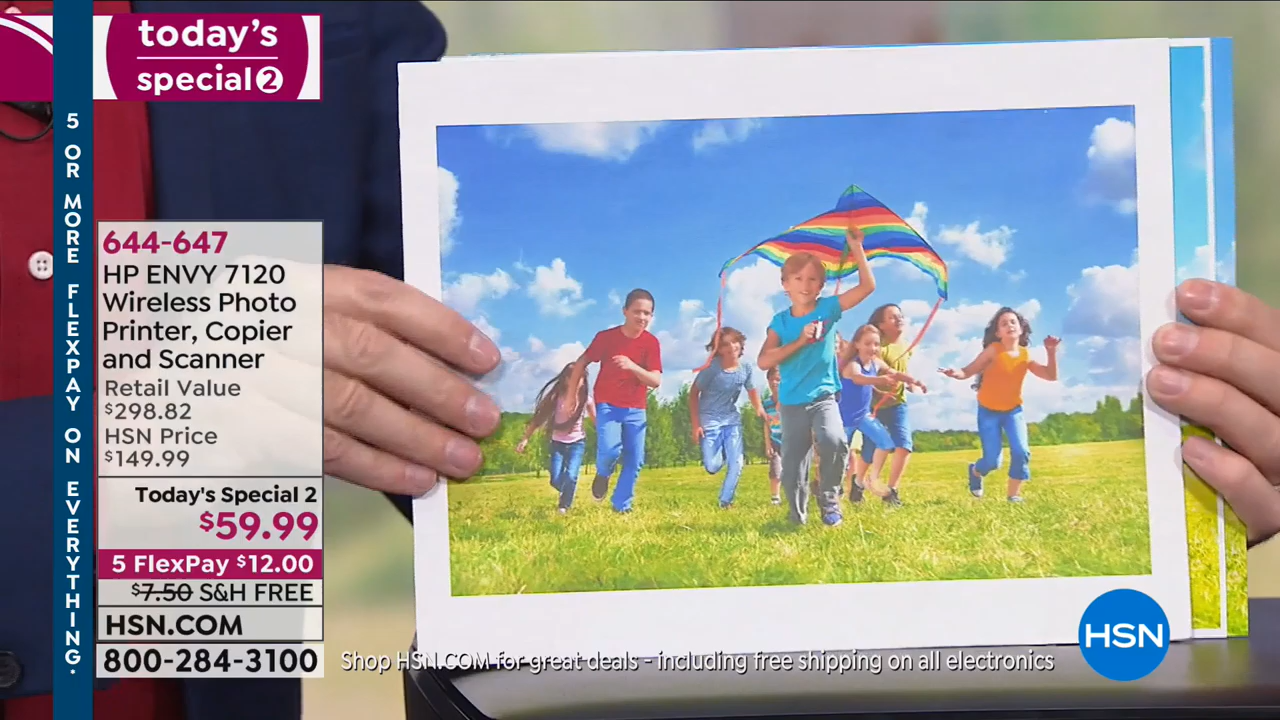 today's
special 2
5 OR MORE FLEXPAY ON EVERYTHING.
644-647
HP ENVY 7120
Wireless Photo
Printer, Copier
and Scanner
Retail Value
$298.82
HSN Price
$149.99
Today's Special 2
$59.99
5 FlexPay $12.00
$7.50 S&H FREE
HSN.COM
800-284-3100
Shop HSN.COM for great deals - including free shipping on all electronics
HSN